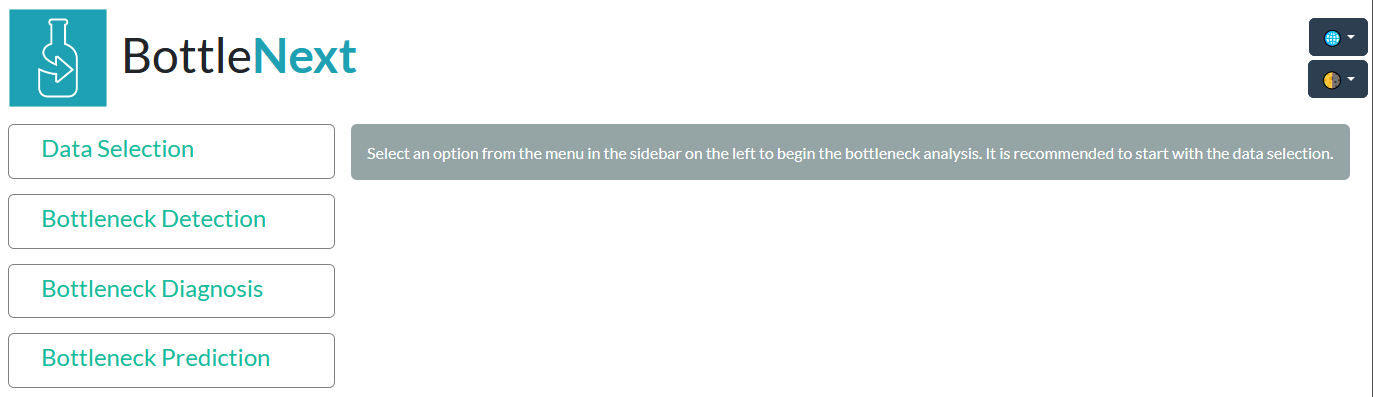 BottleNext
Data Selection
Select an option from the menu in the sidebar on the left to begin the bottleneck analysis. It is recommended to start with the data selection.
Bottleneck Detection
Bottleneck Diagnosis
Bottleneck Prediction